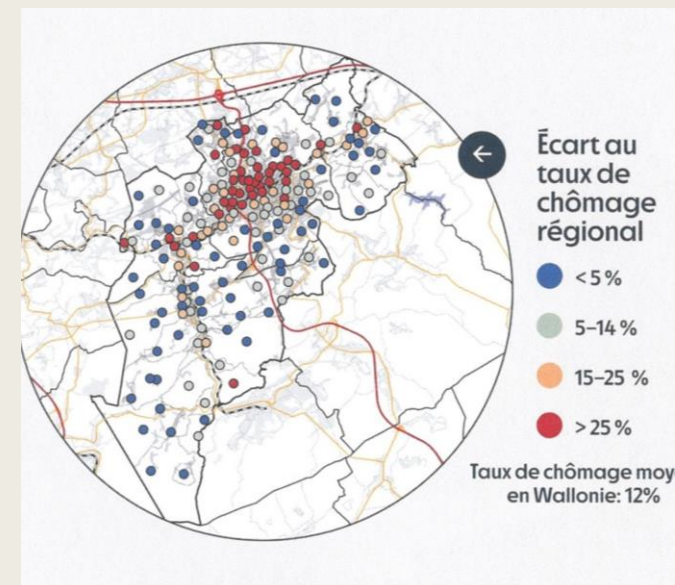 Écart au
taux de
chômage
régional
< 5 %
5–14 %
15–25 %
> 25 %
Taux de chômage moy
en Wallonie: 12%